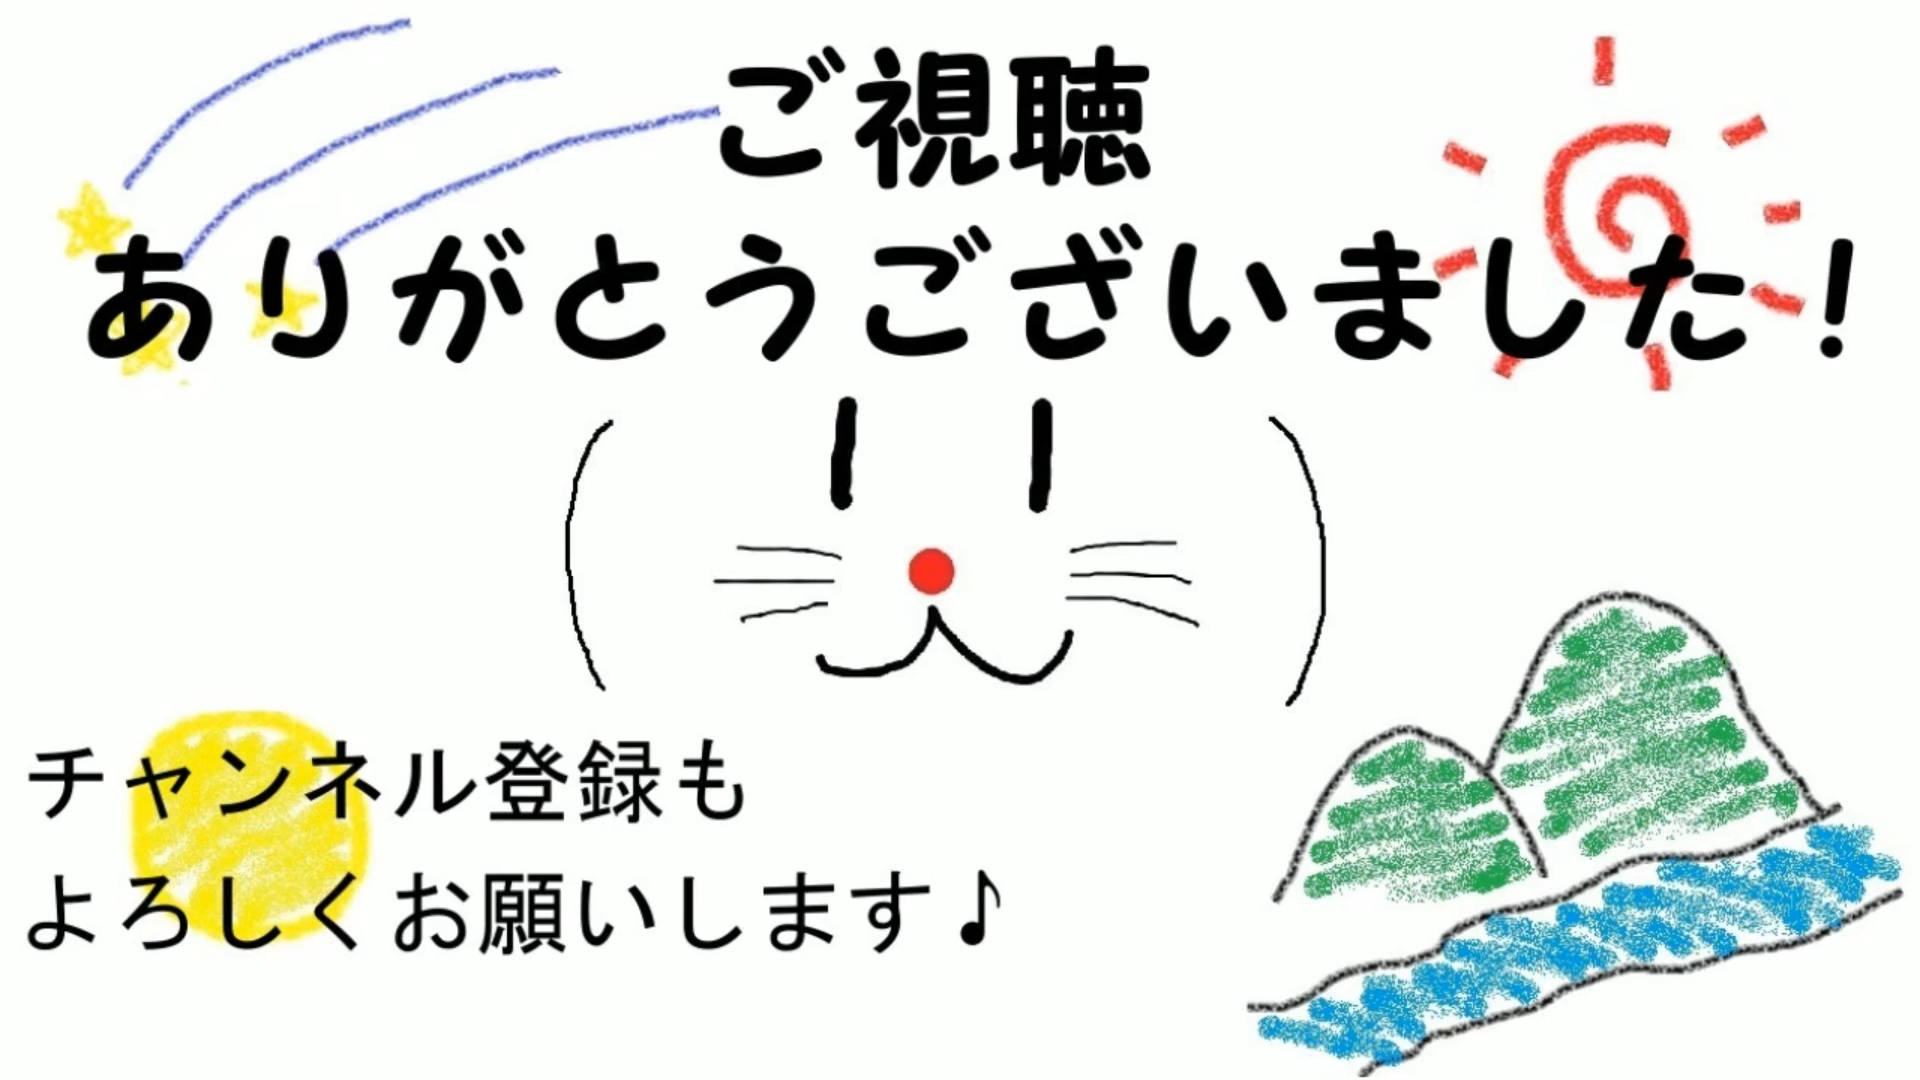 ご視聴
ありがとうございました!
チャンネル登録も
よろしくお願いします♪